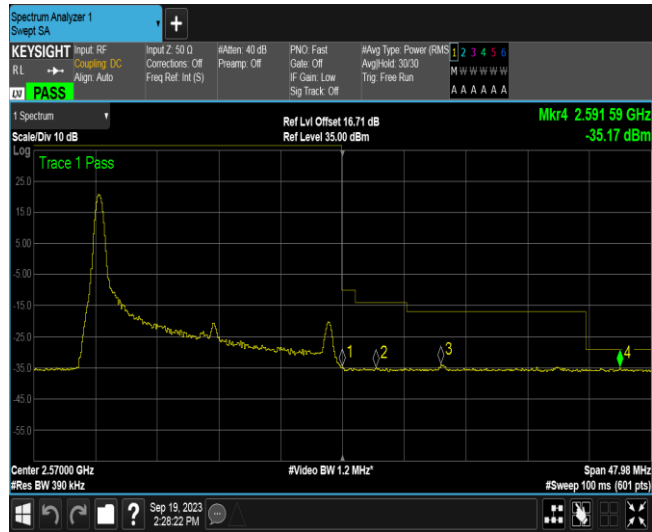 Spectrum Analyzer 1
Swept SA
+
KEYSIGHT Input: RF Input Z: 50 Ω #Atten: 40 dB PNO: Fast #Avg Type: Power (RMS 1 2 3 4 5 6
RL Coupling: DC Corrections: Off Preamp: Off Gate: Off Avg|Hold: 30/30 M W W W W W
Align: Auto Freq Ref: Int (S) IF Gain: Low Trig: Free Run
LXI PASS Sig Track: Off A A A A A A
1 Spectrum Ref Lvl Offset 16.71 dB Mkr4 2.591 59 GHz
Scale/Div 10 dB Ref Level 35.00 dBm -35.17 dBm
Log
Trace 1 Pass
25.0
15.0
5.00
-5.00
-15.0
-25.0
1 2 3 4
-35.0
-45.0
-55.0
Center 2.57000 GHz #Video BW 1.2 MHz* Span 47.98 MHz
#Res BW 390 kHz #Sweep 100 ms (601 pts)
? Sep 19, 2023
2:28:22 PM